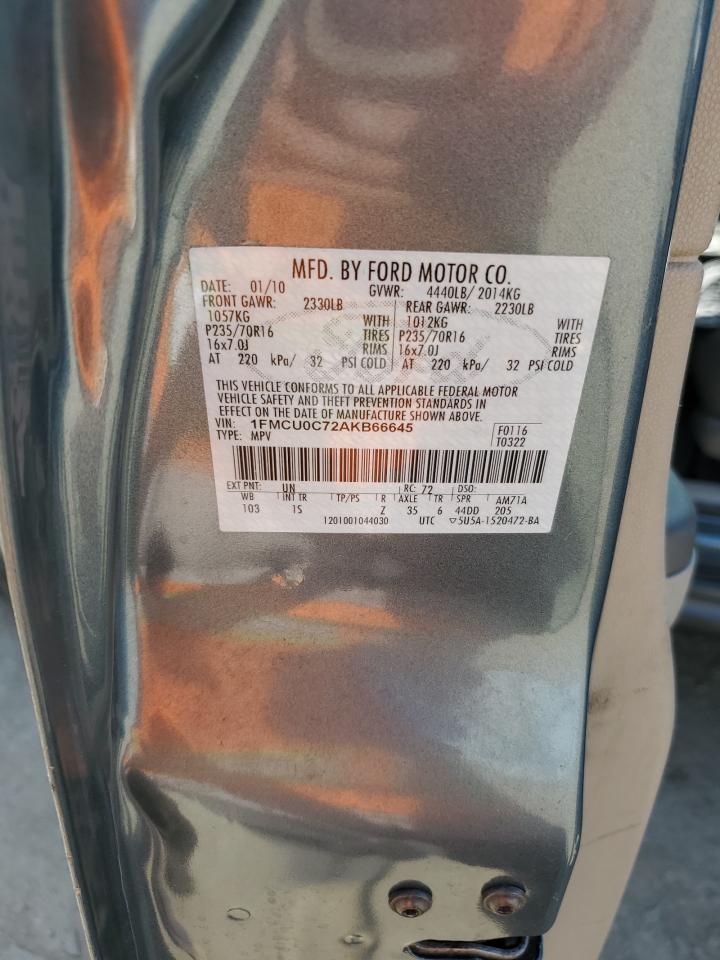 MFD. BY FORD MOTOR CO.
DATE: 01/10 GVWR: 4440LB/ 2014KG
FRONT GAWR: 2330LB REAR GAWR: 2230LB
1057KG WITH 1012KG WITH
P235/70R16 TIRES P235/70R16 TIRES
16x7.0J RIMS 16x7.0J RIMS
AT 220 kPa/ 32 PSI COLD AT 220 kPa/ 32 PSI COLD
THIS VEHICLE CONFORMS TO ALL APPLICABLE FEDERAL MOTOR
VEHICLE SAFETY AND THEFT PREVENTION STANDARDS IN
EFFECT ON THE DATE OF MANUFACTURE SHOWN ABOVE.
VIN: 1FMCU0C72AKB66645 F0116
TYPE: MPV T0322
EXT PNT: UN RC: 72 DSO:
WB INT TR TP/PS R AXLE TR SPR AM71A
103 1S Z 35 6 44DD 205
1201001044030 UTC ▽5U5A-1520472-BA